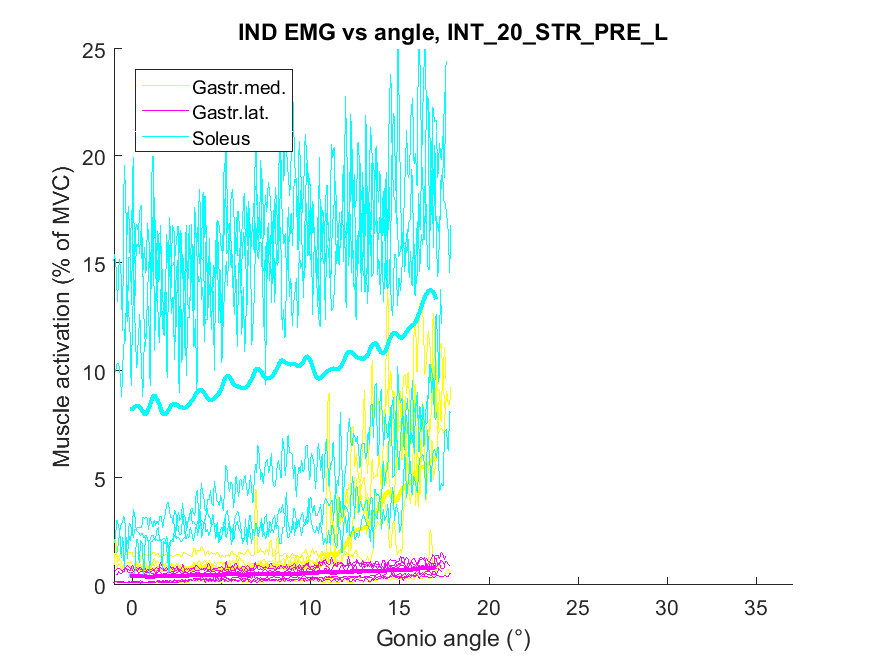 IND EMG vs angle, INT_20_STR_PRE_L
Muscle activation (% of MVC)
25
20
15
10
5
0
Gastr.med.
Gastr.lat.
Soleus
0 5 10 15 20 25 30 35
Gonio angle (°)